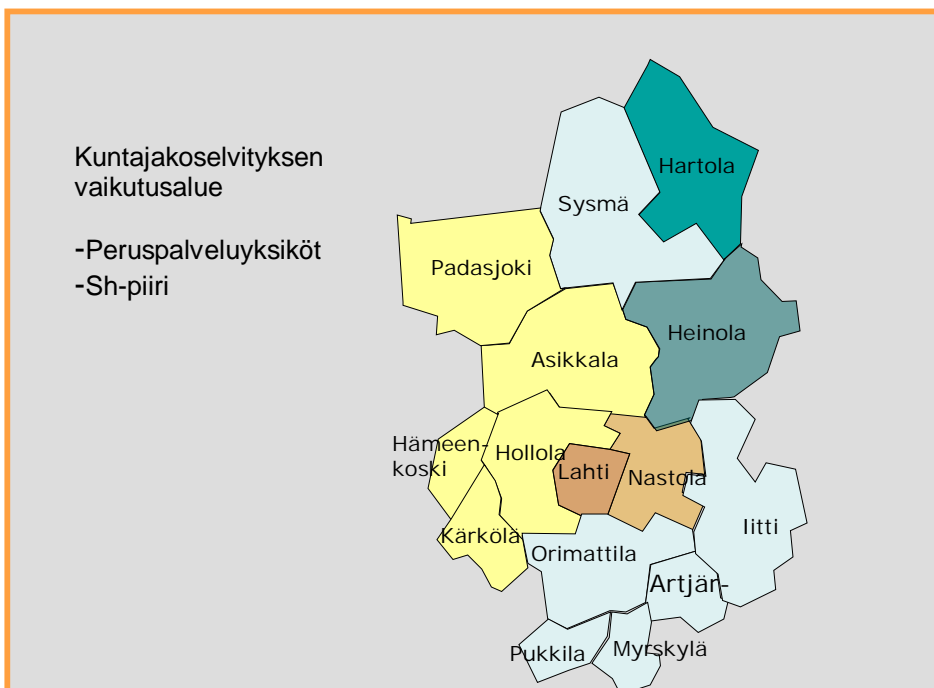 Kuntajakoselvityksen
vaikutusalue
-Peruspalveluyksiköt
-Sh-piiri
Hartola
Sysmä
Padasjoki
Heinola
Asikkala
Hämeen-
koski
Hollola
Lahti
Nastola
Iitti
Kärkölä
Orimattila
Artjär-
Pukkila
Myrskylä